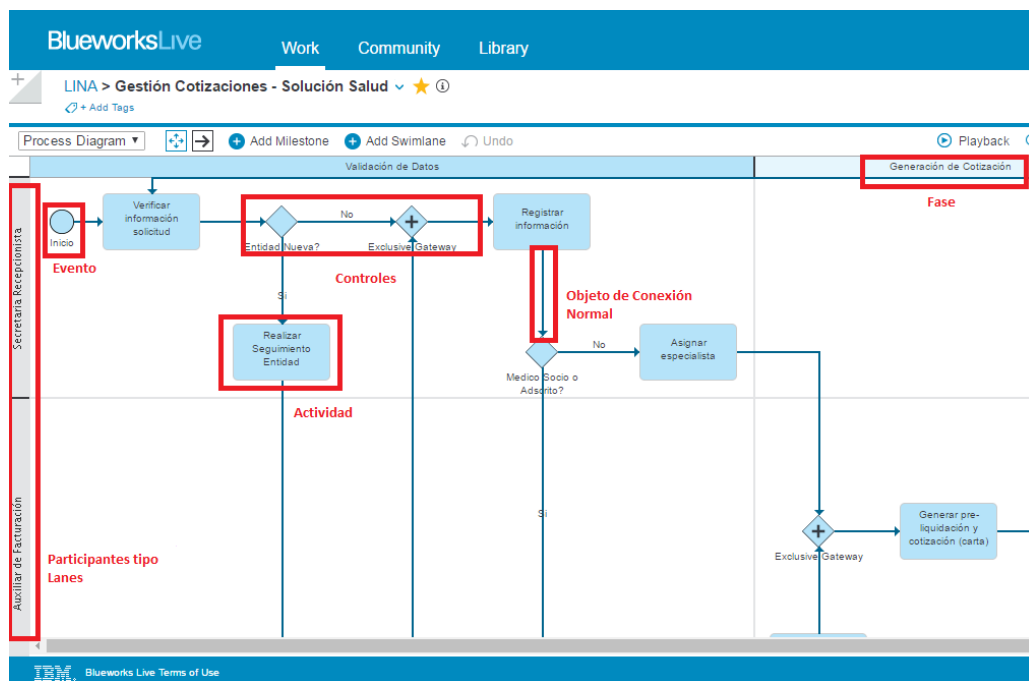 BlueworksLive
Work
Community
Library
LINA > Gestión Cotizaciones - Solución Salud
+ Add Tags
Process Diagram
Add Milestone
Add Swimlane
Undo
Playback
Validación de Datos
Generación de Cotización
Fase
Secretaria Recepcionista
Inicio
Evento
Verificar
información
solicitud
No
Entidad Nueva?
Exclusive Gateway
Controles
Registrar
información
Si
Realizar
Seguimiento
Entidad
Actividad
Objeto de Conexión
Normal
No
Medico Socio o
Adscrito?
Asignar
especialista
Auxiliar de Facturación
Participantes tipo
Lanes
Si
Exclusive Gateway
Generar pre-
liquidación y
cotización (carta)
IBM. Blueworks Live Terms of Use